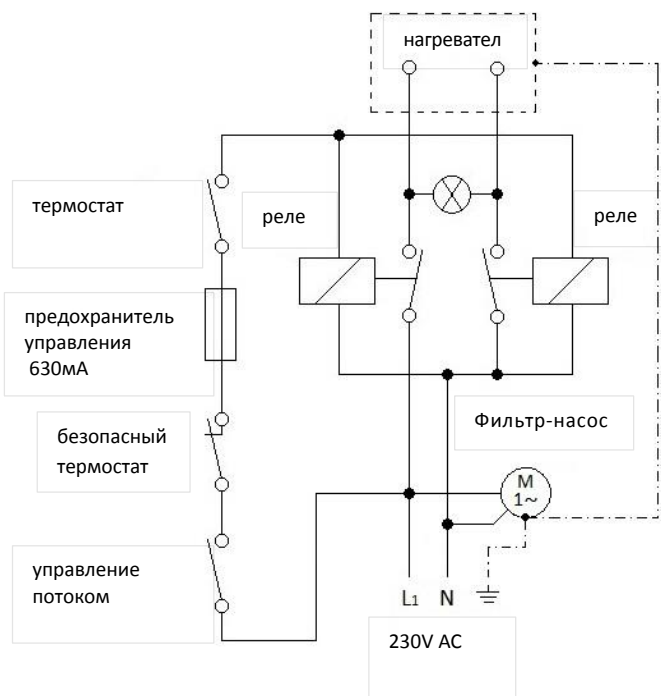 нагревател
термостат
реле
реле
предохранитель
управления
630мА
безопасный
термостат
Фильтр-насос
M
1~
управление
потоком
L1 N
230V AC